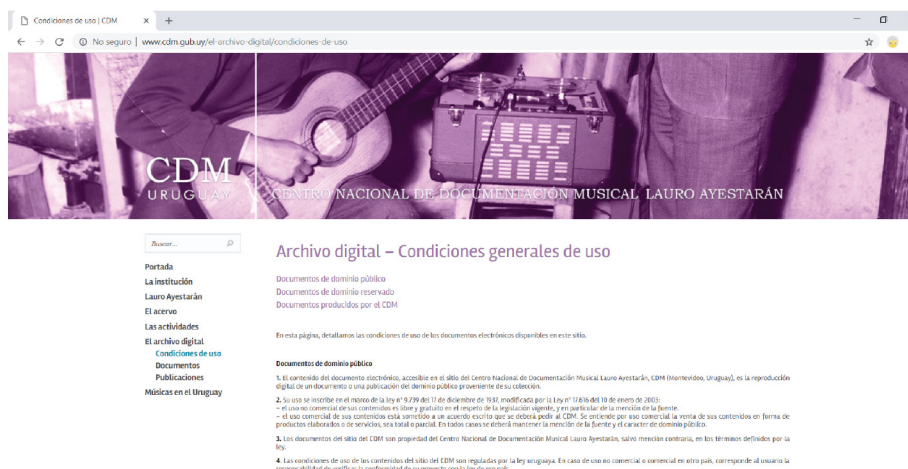 Condiciones de uso | CDM
No seguro | www.cdm.gub.uy/el-archivo-digital/condiciones-de-uso
CDM
URUGUAY
CENTRO NACIONAL DE DOCUMENTACIÓN MUSICAL LAURO AYESTARÁN
Buscar...
Portada
La institución
Lauro Ayestarán
El acervo
Las actividades
El archivo digital
Condiciones de uso
Documentos
Publicaciones
Músicas en el Uruguay
Archivo digital – Condiciones generales de uso
Documentos de dominio público
Documentos de dominio reservado
Documentos producidos por el CDM
En esta página, detallamos las condiciones de uso de los documentos electrónicos disponibles en este sitio.
Documentos de dominio público
1. El contenido del documento electrónico, accesible en el sitio del Centro Nacional de Documentación Musical Lauro Ayestarán, CDM (Montevideo, Uruguay), es la reproducción
digital de un documento o una publicación del dominio público proveniente de su colección.
2. Su uso se inscribe en el marco de la ley n° 9.739 del 17 de diciembre de 1937, modificada por la Ley n° 17.616 del 10 de enero de 2003:
– el uso no comercial de sus contenidos es libre y gratuito en el respeto de la legislación vigente, y en particular de la mención de la fuente.
– el uso comercial de sus contenidos está sometido a un acuerdo escrito que se deberá pedir al CDM. Se entiende por uso comercial la venta de sus contenidos en forma de
productos elaborados o de servicios, sea total o parcial. En todos casos se deberá mantener la mención de la fuente y el caracter de dominio público.
3. Los documentos del sitio del CDM son propiedad del Centro Nacional de Documentación Musical Lauro Ayestarán, salvo mención contraria, en los términos definidos por la
ley.
4. Las condiciones de uso de los contenidos del sitio del CDM son reguladas por la ley uruguaya. En caso de uso no comercial o comercial en otro país, corresponde al usuario la
responsabilidad de verificar la conformidad de su proyecto con la ley de ese país.